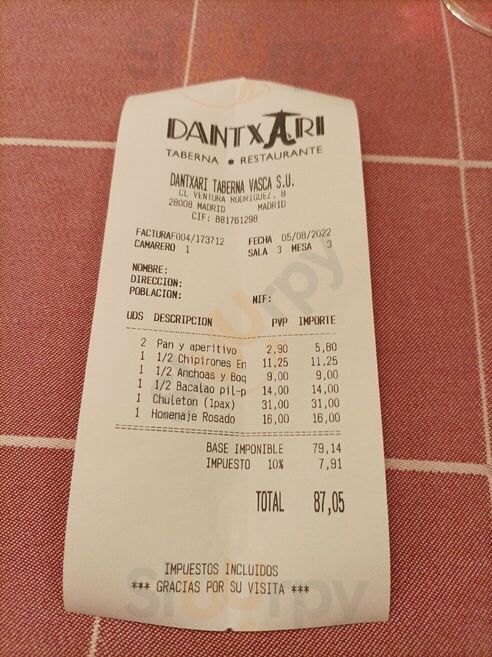 DANTXARI
TABERNA • RESTAURANTE
DANTXARI TABERNA VASCA S.U.
CL VENTURA RODRIGUEZ, 8
28008 MADRID MADRID
CIF: B81761298
FACTURAF004/173712 FECHA 05/08/2022
CAMARERO 1 SALA 3 MESA 3
NOMBRE:
DIRECCION:
POBLACION: NIF:
UDS DESCRIPCION PVP IMPORTE
2 Pan y aperitivo 2,90 5,80
1 1/2 Chipirones En 11,25 11,25
1 1/2 Anchoas y Boq 9,00 9,00
1 1/2 Bacalao pil-p 14,00 14,00
1 Chuleton (1pax) 31,00 31,00
1 Homenaje Rosado 16,00 16,00
BASE IMPONIBLE 79,14
IMPUESTO 10% 7,91
TOTAL 87,05
IMPUESTOS INCLUIDOS
*** GRACIAS POR SU VISITA ***